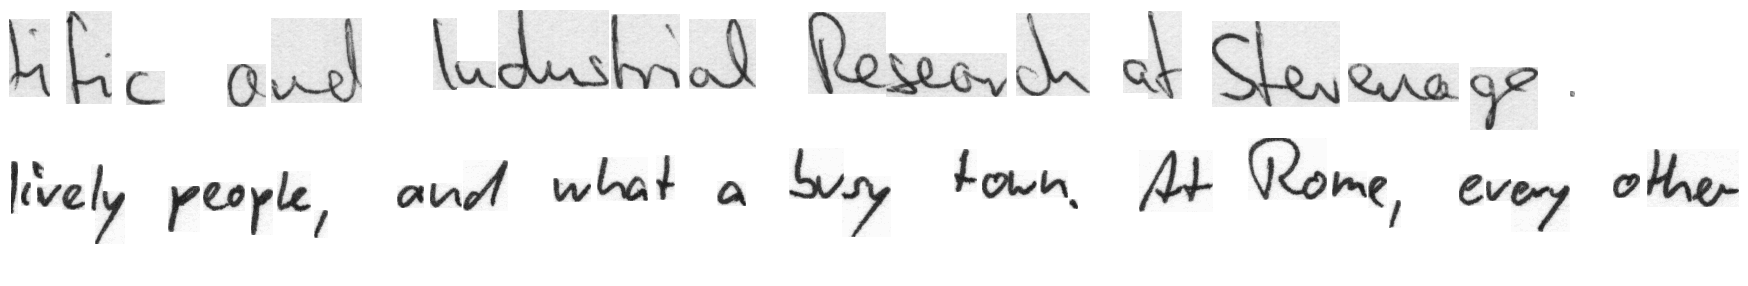 tific and Industrial Research at Stevenage.
lively people, and what a busy town. At Rome, every other